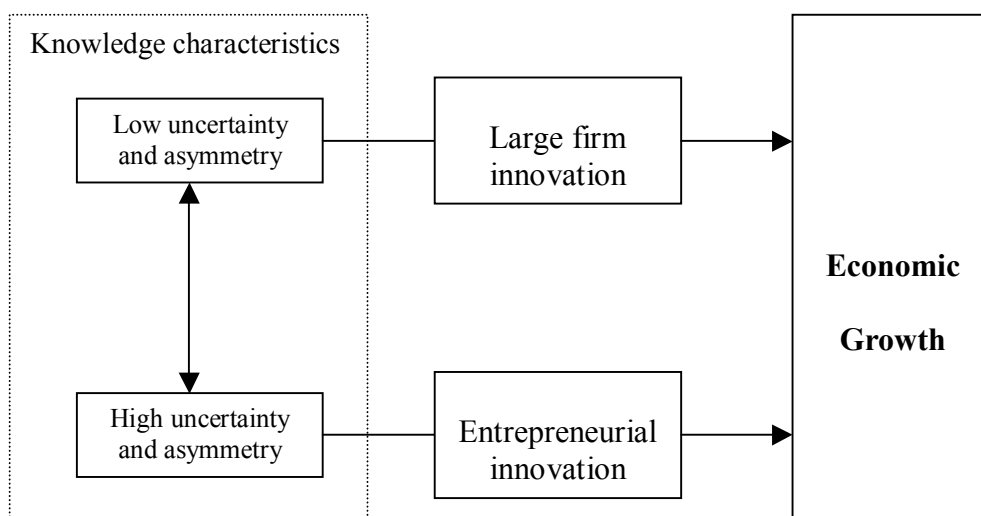 Knowledge characteristics
Low uncertainty
and asymmetry
Large firm
innovation
Economic
Growth
High uncertainty
and asymmetry
Entrepreneurial
innovation